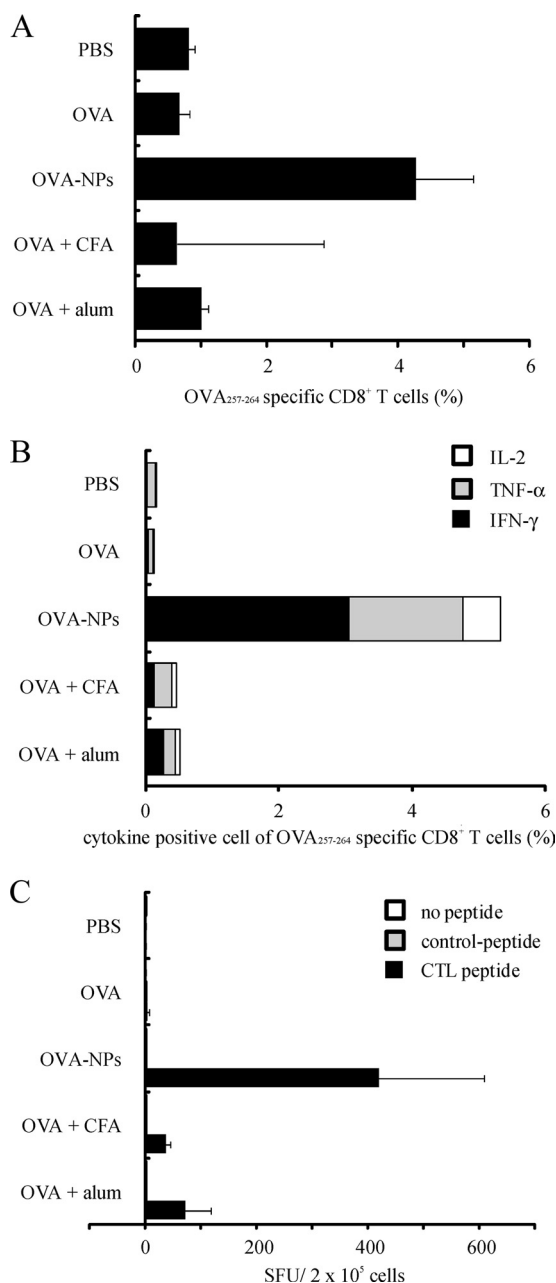 A
PBS
OVA
OVA-NPs
OVA + CFA
OVA + alum
0 2 4 6
OVA₂₅₇₋₂₆₄ specific CD8⁺ T cells (%)
B
IL-2
TNF-α
IFN-γ
PBS
OVA
OVA-NPs
OVA + CFA
OVA + alum
0 2 4 6
cytokine positive cell of OVA₂₅₇₋₂₆₄ specific CD8⁺ T cells (%)
C
no peptide
control-peptide
CTL peptide
PBS
OVA
OVA-NPs
OVA + CFA
OVA + alum
0 200 400 600
SFU/ 2 x 10⁵ cells